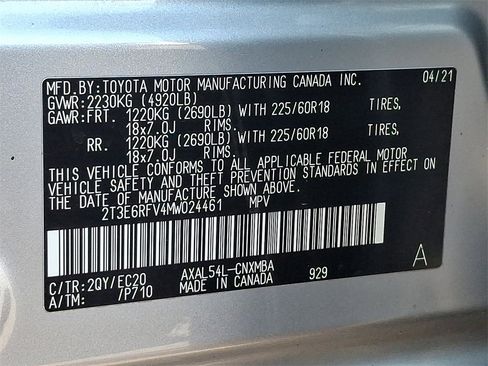 MFD.BY:TOYOTA MOTOR MANUFACTURING CANADA INC. 04/21
GVWR:2230KG (4920LB)
GAWR:FRT. 1220KG (2690LB) WITH 225/60R18 TIRES,
18x7.0J RIMS.
RR. 1220KG (2690LB) WITH 225/60R18 TIRES,
18x7.0J RIMS.
THIS VEHICLE CONFORMS TO ALL APPLICABLE FEDERAL MOTOR
VEHICLE SAFETY AND THEFT PREVENTION STANDARDS IN EFFECT ON
THE DATE OF MANUFACTURE SHOWN ABOVE.
2T3E6RFV4MW024461 MPV
C/TR:2QY/EC20 AXAL54L-CNXMBA 929 A
A/TM: /P710 MADE IN CANADA